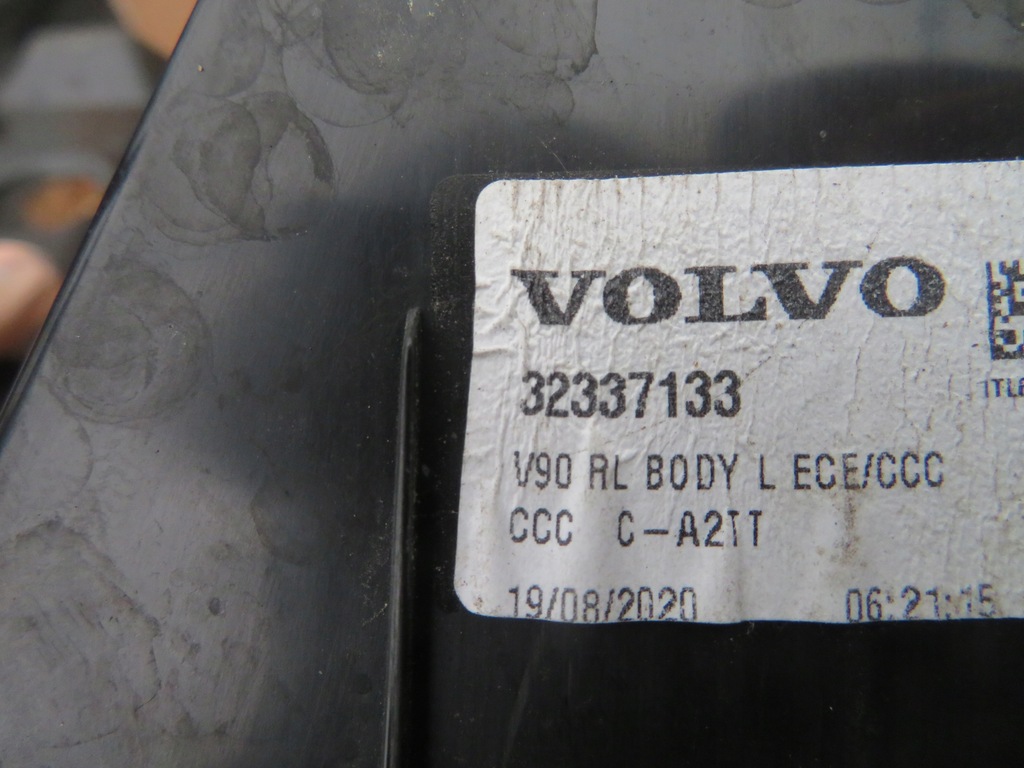 VOLVO
32337133
V90 RL BODY L ECE/CCC
CCC C-A2TT
19/08/2020 06:21:15